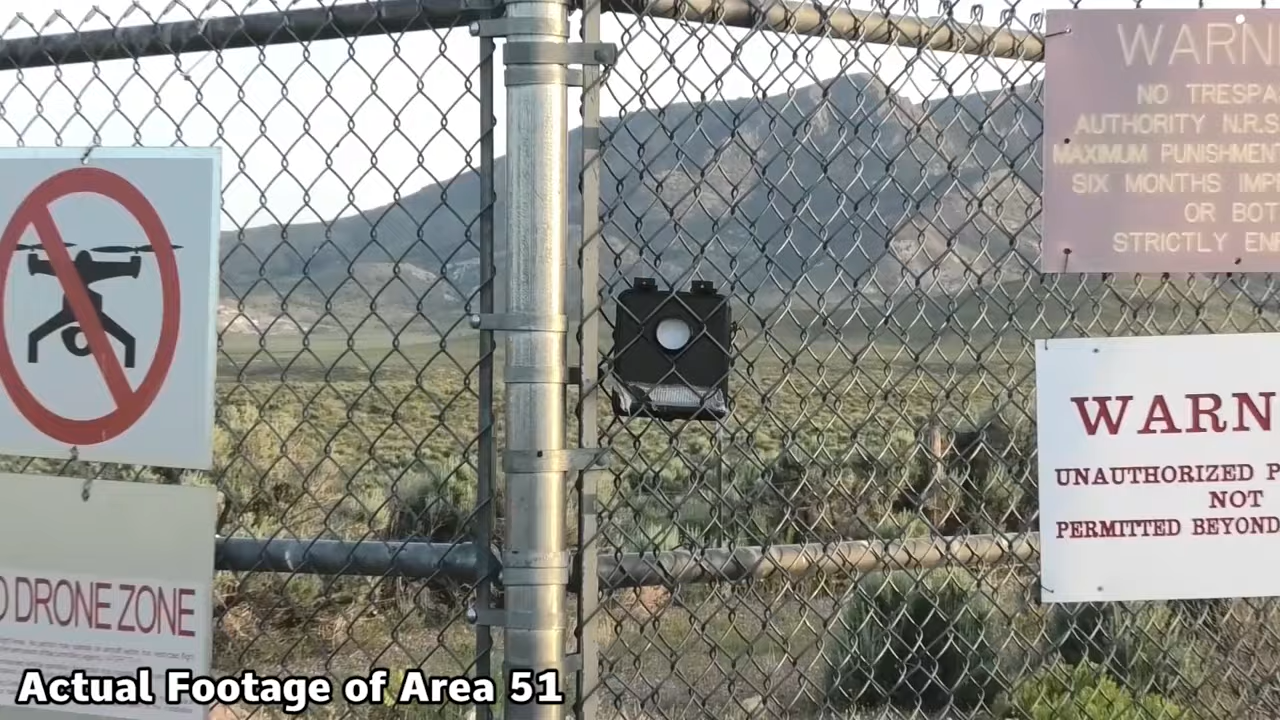 WARN
NO TRESPA
AUTHORITY N.R.S
MAXIMUM PUNISHMENT
SIX MONTHS IMP
OR BOT
STRICTLY ENF
WARN
UNAUTHORIZED P
NOT
PERMITTED BEYOND
DRONE ZONE
Actual Footage of Area 51